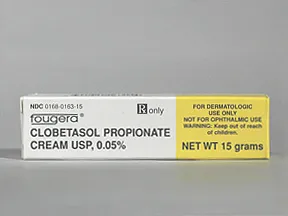 NDC 0168-0163-15
fougera®
Rx only
CLOBETASOL PROPIONATE
CREAM USP, 0.05%
FOR DERMATOLOGIC
USE ONLY
NOT FOR OPHTHALMIC USE
WARNING: Keep out of reach
of children.
NET WT 15 grams